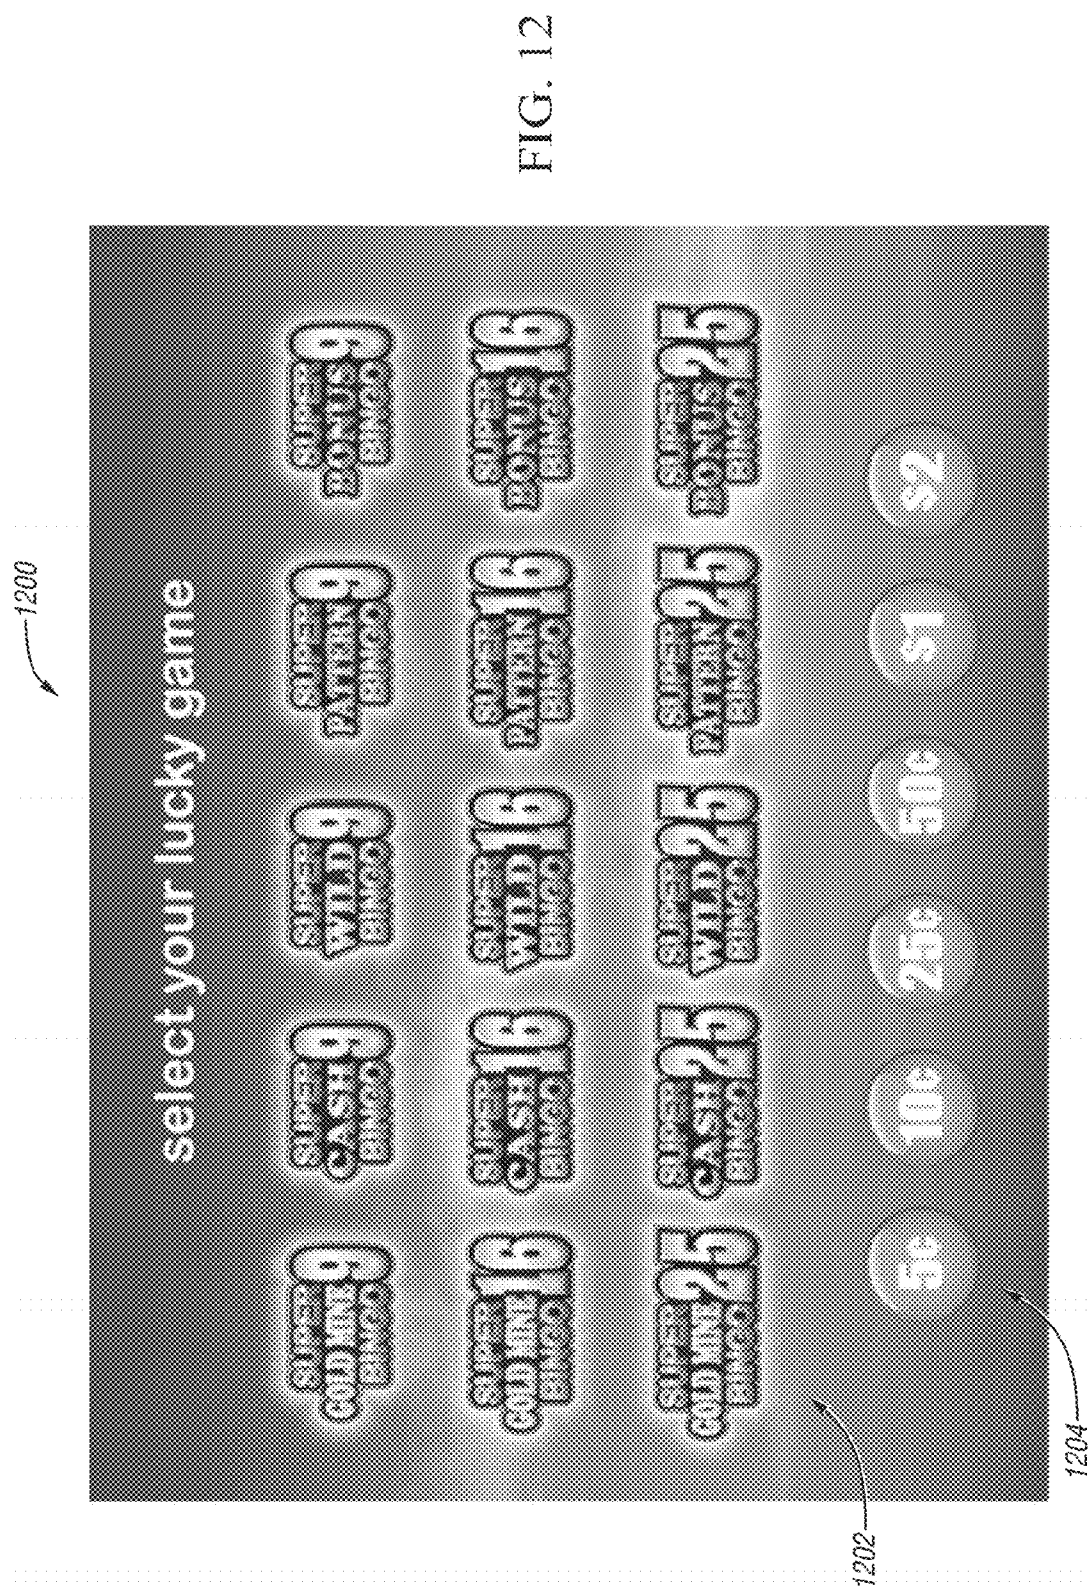 1200
select your lucky game
SUPER
GOLD MINE 9
BINGO
SUPER
CASH 9
BINGO
SUPER
WILD 9
BINGO
SUPER
PATTERN 9
BINGO
SUPER
BONUS 9
BINGO
SUPER
GOLD MINE 16
BINGO
SUPER
CASH 16
BINGO
SUPER
WILD 16
BINGO
SUPER
PATTERN 16
BINGO
SUPER
BONUS 16
BINGO
SUPER
GOLD MINE 25
BINGO
SUPER
CASH 25
BINGO
SUPER
WILD 25
BINGO
SUPER
PATTERN 25
BINGO
SUPER
BONUS 25
BINGO
1202
5¢
10¢
25¢
50¢
$1
$2
1204
FIG. 12